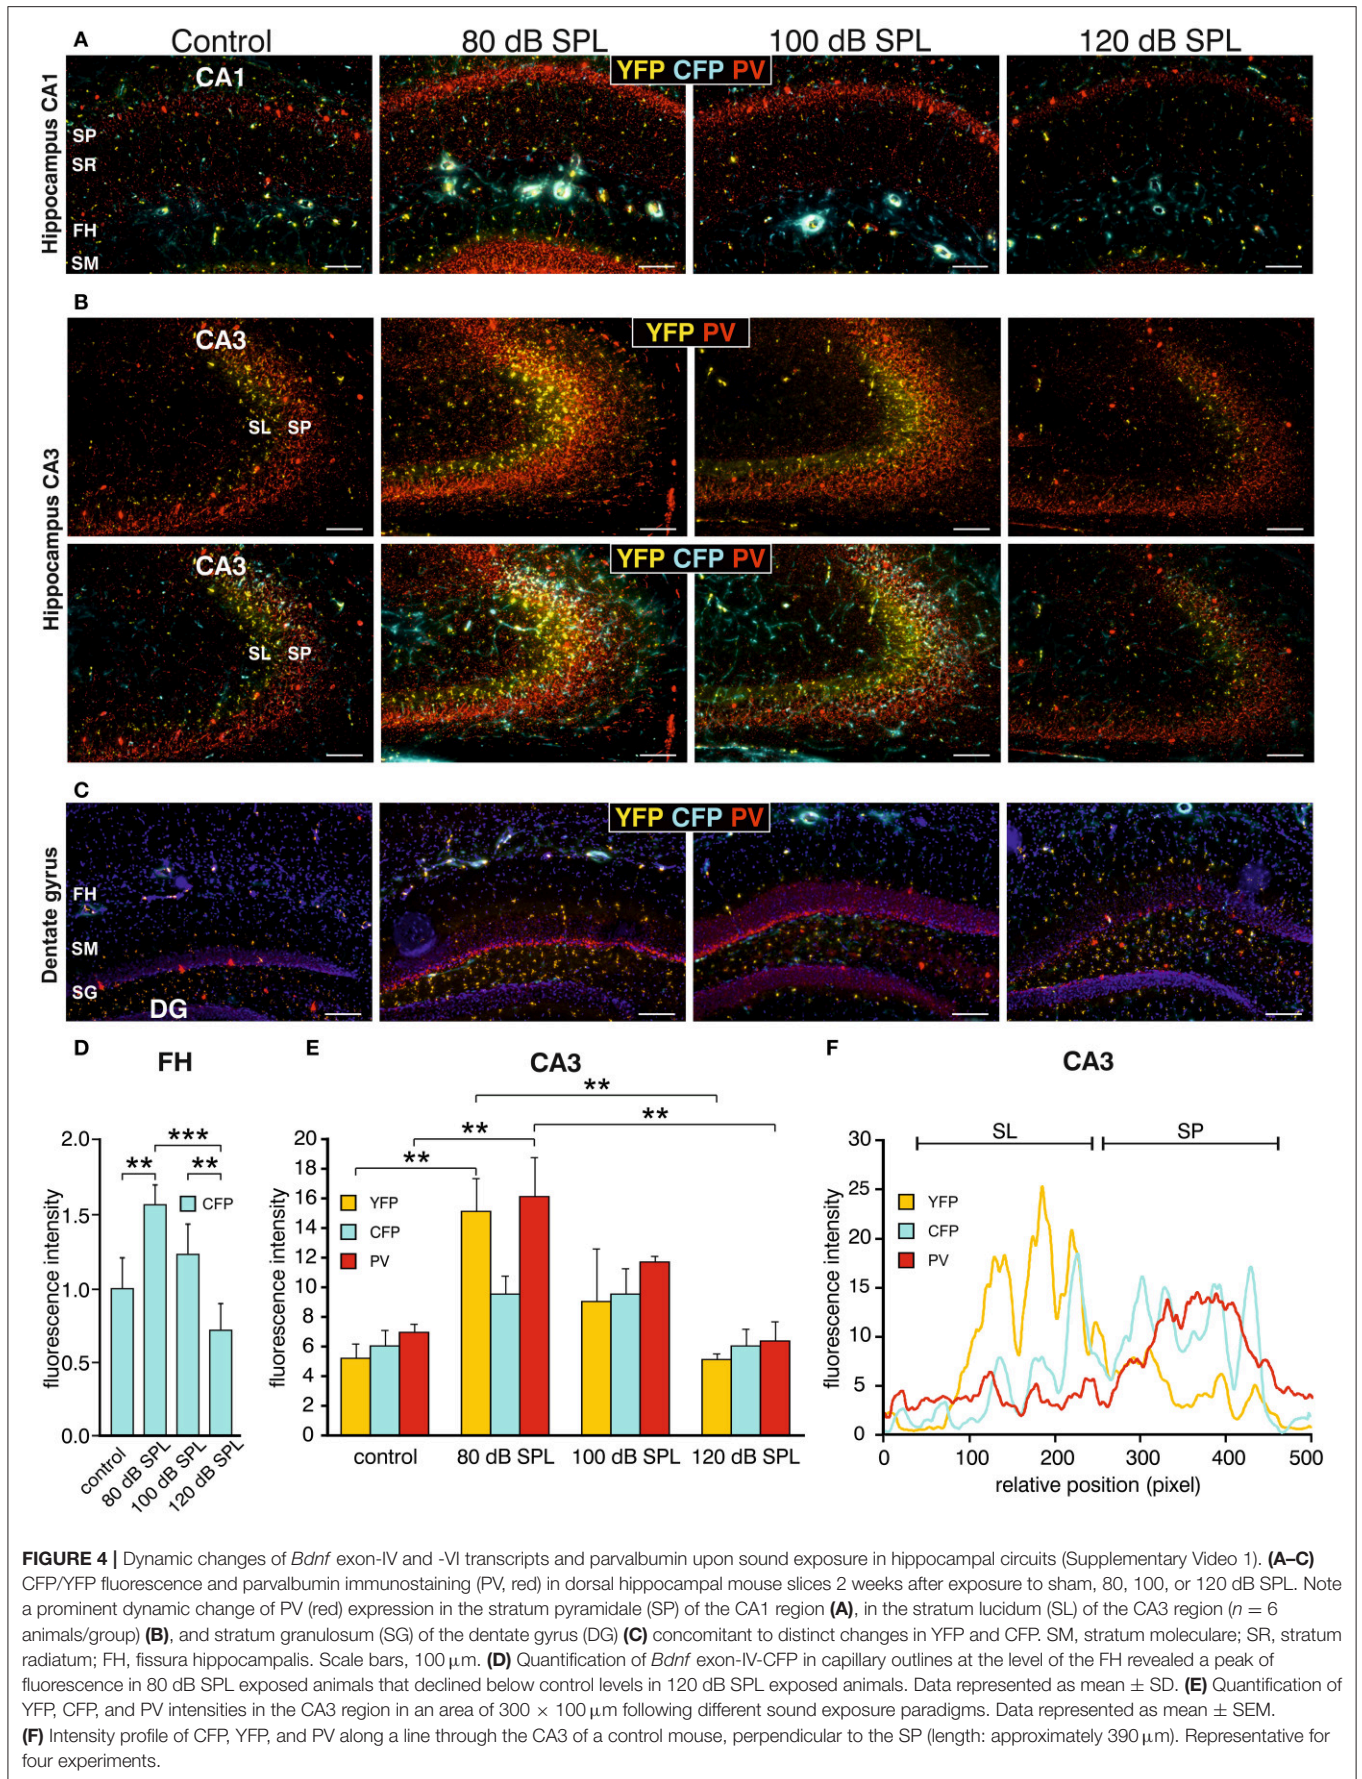 A
Control
80 dB SPL
100 dB SPL
120 dB SPL
Hippocampus CA1
YFP CFP PV
CA1
SP
SR
FH
SM
B
Hippocampus CA3
YFP PV
CA3
SL SP
YFP CFP PV
CA3
SL SP
C
Dentate gyrus
YFP CFP PV
FH
SM
SG
DG
D
FH
fluorescence intensity
2.0
1.5
1.0
0.5
0.0
***
** **
CFP
control
80 dB SPL
100 dB SPL
120 dB SPL
E
CA3
**
** **
**
fluorescence intensity
20
18
16
14
12
10
8
6
4
2
0
YFP
CFP
PV
control 80 dB SPL 100 dB SPL 120 dB SPL
F
CA3
SL SP
fluorescence intensity
30
25
20
15
10
5
0
YFP
CFP
PV
0 100 200 300 400 500
relative position (pixel)
FIGURE 4 | Dynamic changes of Bdnf exon-IV and -VI transcripts and parvalbumin upon sound exposure in hippocampal circuits (Supplementary Video 1). (A–C)
CFP/YFP fluorescence and parvalbumin immunostaining (PV, red) in dorsal hippocampal mouse slices 2 weeks after exposure to sham, 80, 100, or 120 dB SPL. Note
a prominent dynamic change of PV (red) expression in the stratum pyramidale (SP) of the CA1 region (A), in the stratum lucidum (SL) of the CA3 region (n = 6
animals/group) (B), and stratum granulosum (SG) of the dentate gyrus (DG) (C) concomitant to distinct changes in YFP and CFP. SM, stratum moleculare; SR, stratum
radiatum; FH, fissura hippocampalis. Scale bars, 100 μm. (D) Quantification of Bdnf exon-IV-CFP in capillary outlines at the level of the FH revealed a peak of
fluorescence in 80 dB SPL exposed animals that declined below control levels in 120 dB SPL exposed animals. Data represented as mean ± SD. (E) Quantification of
YFP, CFP, and PV intensities in the CA3 region in an area of 300 × 100 μm following different sound exposure paradigms. Data represented as mean ± SEM.
(F) Intensity profile of CFP, YFP, and PV along a line through the CA3 of a control mouse, perpendicular to the SP (length: approximately 390 μm). Representative for
four experiments.